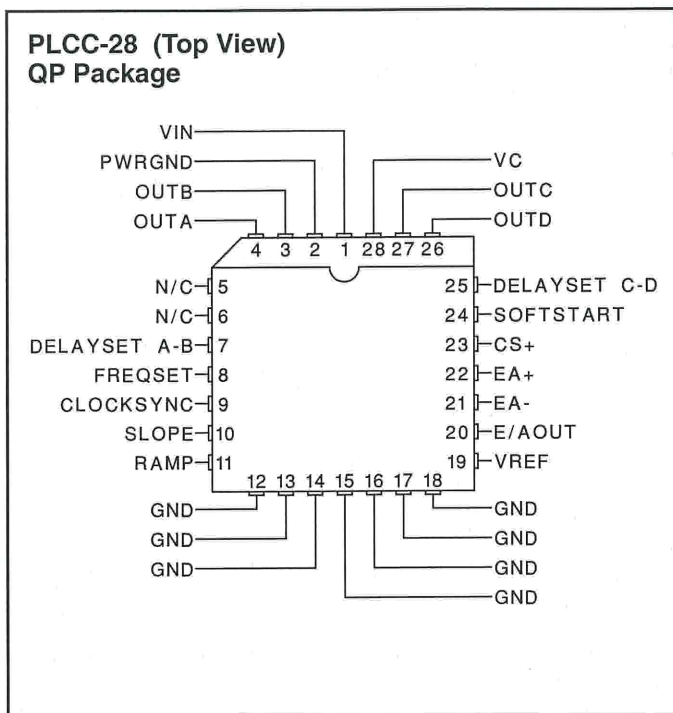 PLCC-28 (Top View)
QP Package
VIN
PWRGND
OUTB
OUTA
VC
OUTC
OUTD
4 3 2 1 28 27 26
N/C 5
N/C 6
DELAYSET A-B 7
FREQSET 8
CLOCKSYNC 9
SLOPE 10
RAMP 11
25 DELAYSET C-D
24 SOFTSTART
23 CS+
22 EA+
21 EA-
20 E/AOUT
19 VREF
12 13 14 15 16 17 18
GND
GND
GND
GND
GND
GND
GND